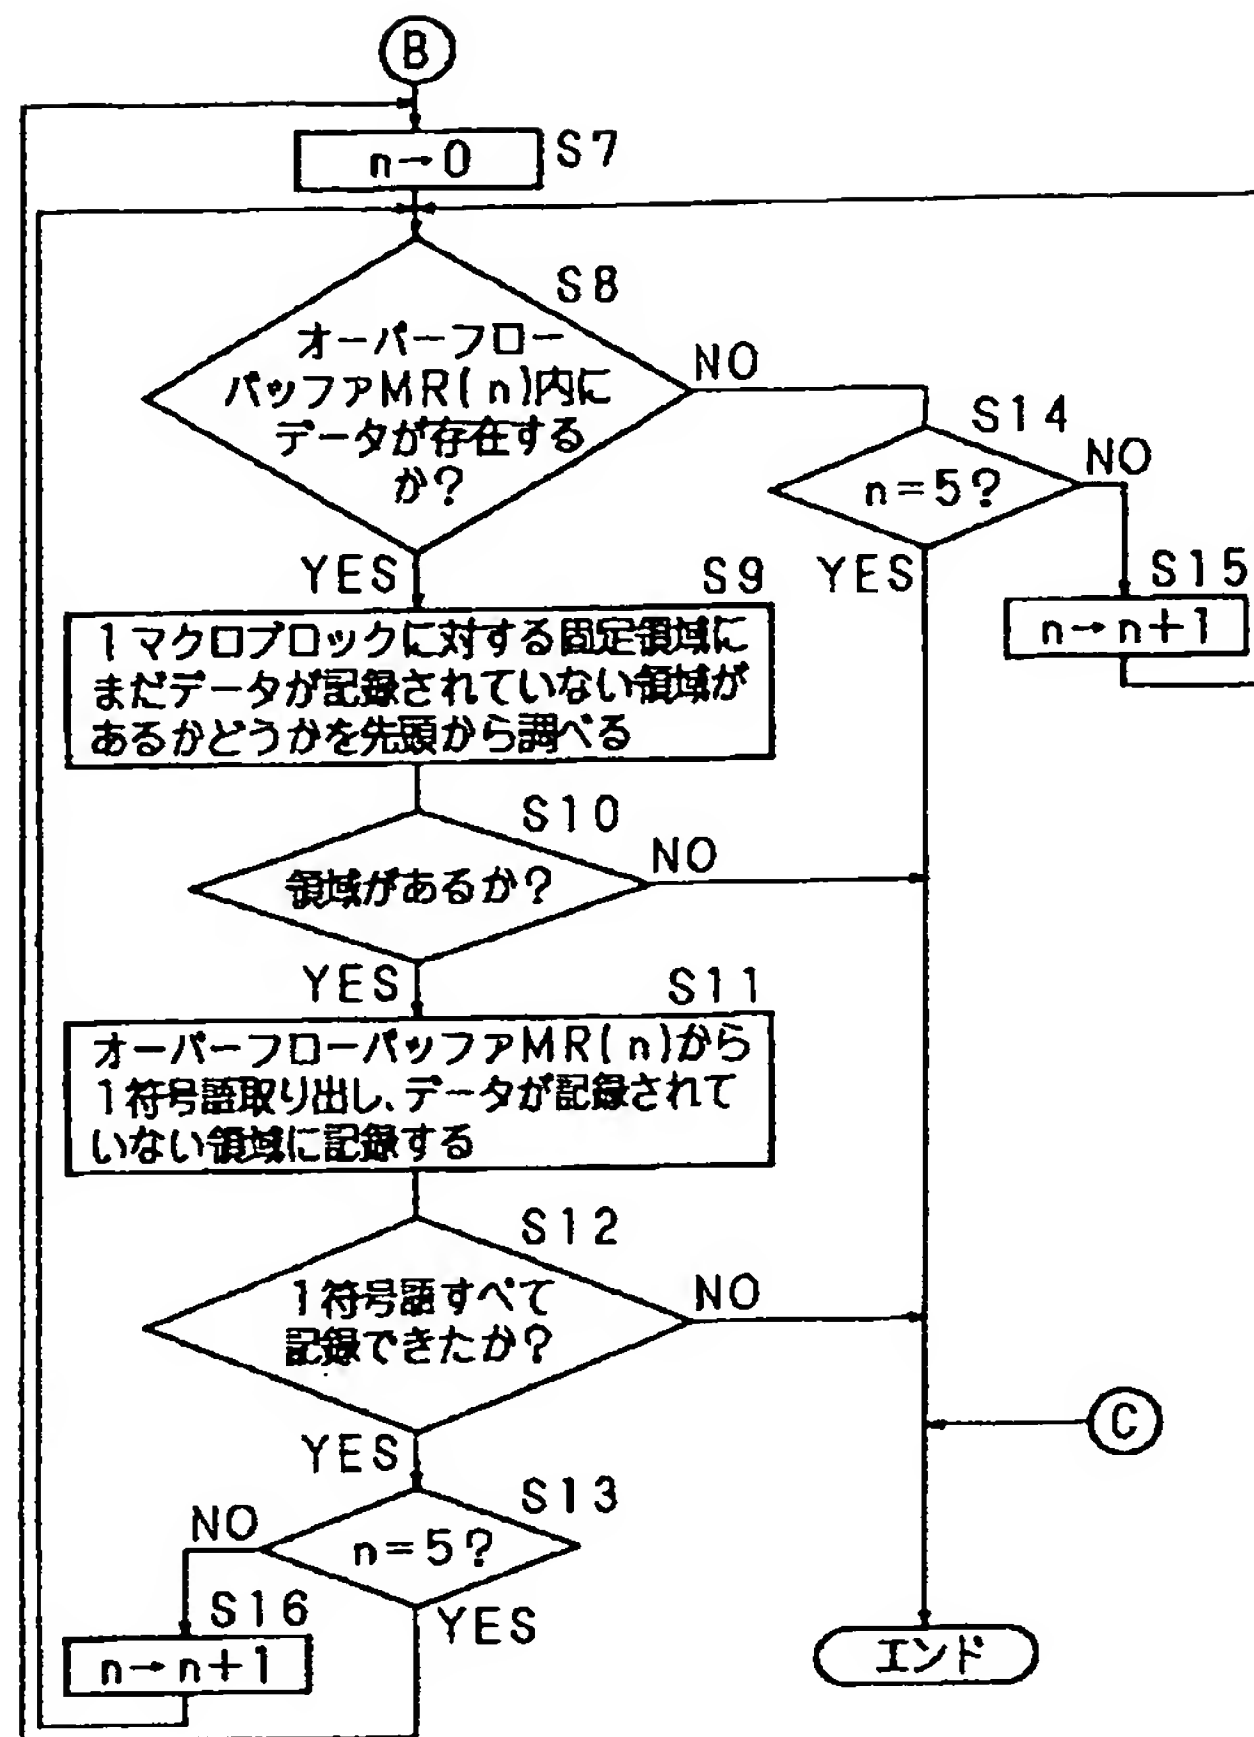 B
n→0
S7
S8
オーバーフロー
バッファMR(n)内に
データが存在する
か?
NO
YES
S14
n=5?
NO
YES
S15
n→n+1
S9
1マクロブロックに対する固定領域に
まだデータが記録されていない領域が
あるかどうかを先頭から調べる
S10
領域があるか?
NO
YES
S11
オーバーフローバッファMR(n)から
1符号語取り出し、データが記録されて
いない領域に記録する
S12
1符号語すべて
記録できたか?
NO
YES
C
S13
n=5?
NO
YES
S16
n→n+1
エンド